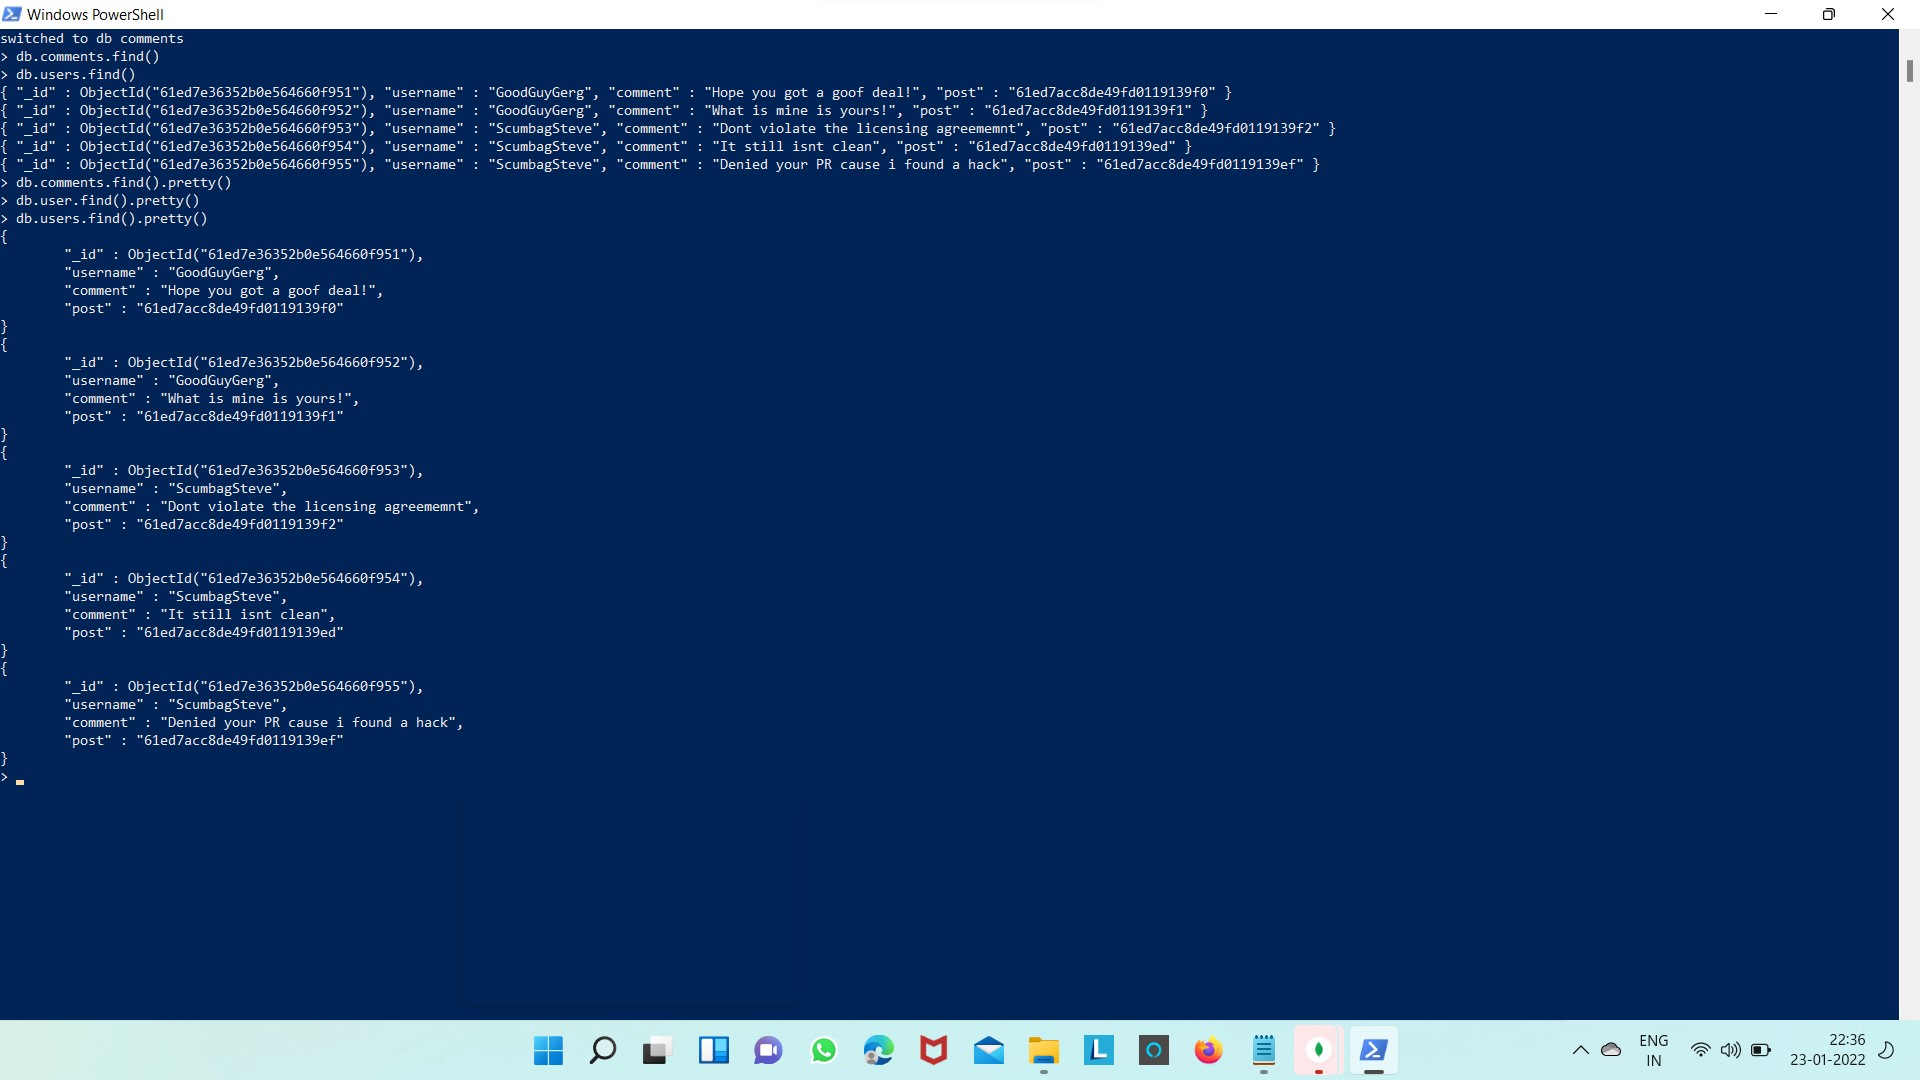 Windows PowerShell
switched to db comments
> db.comments.find()
> db.users.find()
{ "_id" : ObjectId("61ed7e36352b0e564660f951"), "username" : "GoodGuyGerg", "comment" : "Hope you got a goof deal!", "post" : "61ed7acc8de49fd0119139f0" }
{ "_id" : ObjectId("61ed7e36352b0e564660f952"), "username" : "GoodGuyGerg", "comment" : "What is mine is yours!", "post" : "61ed7acc8de49fd0119139f1" }
{ "_id" : ObjectId("61ed7e36352b0e564660f953"), "username" : "ScumbagSteve", "comment" : "Dont violate the licensing agreememnt", "post" : "61ed7acc8de49fd0119139f2" }
{ "_id" : ObjectId("61ed7e36352b0e564660f954"), "username" : "ScumbagSteve", "comment" : "It still isnt clean", "post" : "61ed7acc8de49fd0119139ed" }
{ "_id" : ObjectId("61ed7e36352b0e564660f955"), "username" : "ScumbagSteve", "comment" : "Denied your PR cause i found a hack", "post" : "61ed7acc8de49fd0119139ef" }
> db.comments.find().pretty()
> db.user.find().pretty()
> db.users.find().pretty()
{
"_id" : ObjectId("61ed7e36352b0e564660f951"),
"username" : "GoodGuyGerg",
"comment" : "Hope you got a goof deal!",
"post" : "61ed7acc8de49fd0119139f0"
}
{
"_id" : ObjectId("61ed7e36352b0e564660f952"),
"username" : "GoodGuyGerg",
"comment" : "What is mine is yours!",
"post" : "61ed7acc8de49fd0119139f1"
}
{
"_id" : ObjectId("61ed7e36352b0e564660f953"),
"username" : "ScumbagSteve",
"comment" : "Dont violate the licensing agreememnt",
"post" : "61ed7acc8de49fd0119139f2"
}
{
"_id" : ObjectId("61ed7e36352b0e564660f954"),
"username" : "ScumbagSteve",
"comment" : "It still isnt clean",
"post" : "61ed7acc8de49fd0119139ed"
}
{
"_id" : ObjectId("61ed7e36352b0e564660f955"),
"username" : "ScumbagSteve",
"comment" : "Denied your PR cause i found a hack",
"post" : "61ed7acc8de49fd0119139ef"
}
>
L
ENG
IN
22:36
23-01-2022